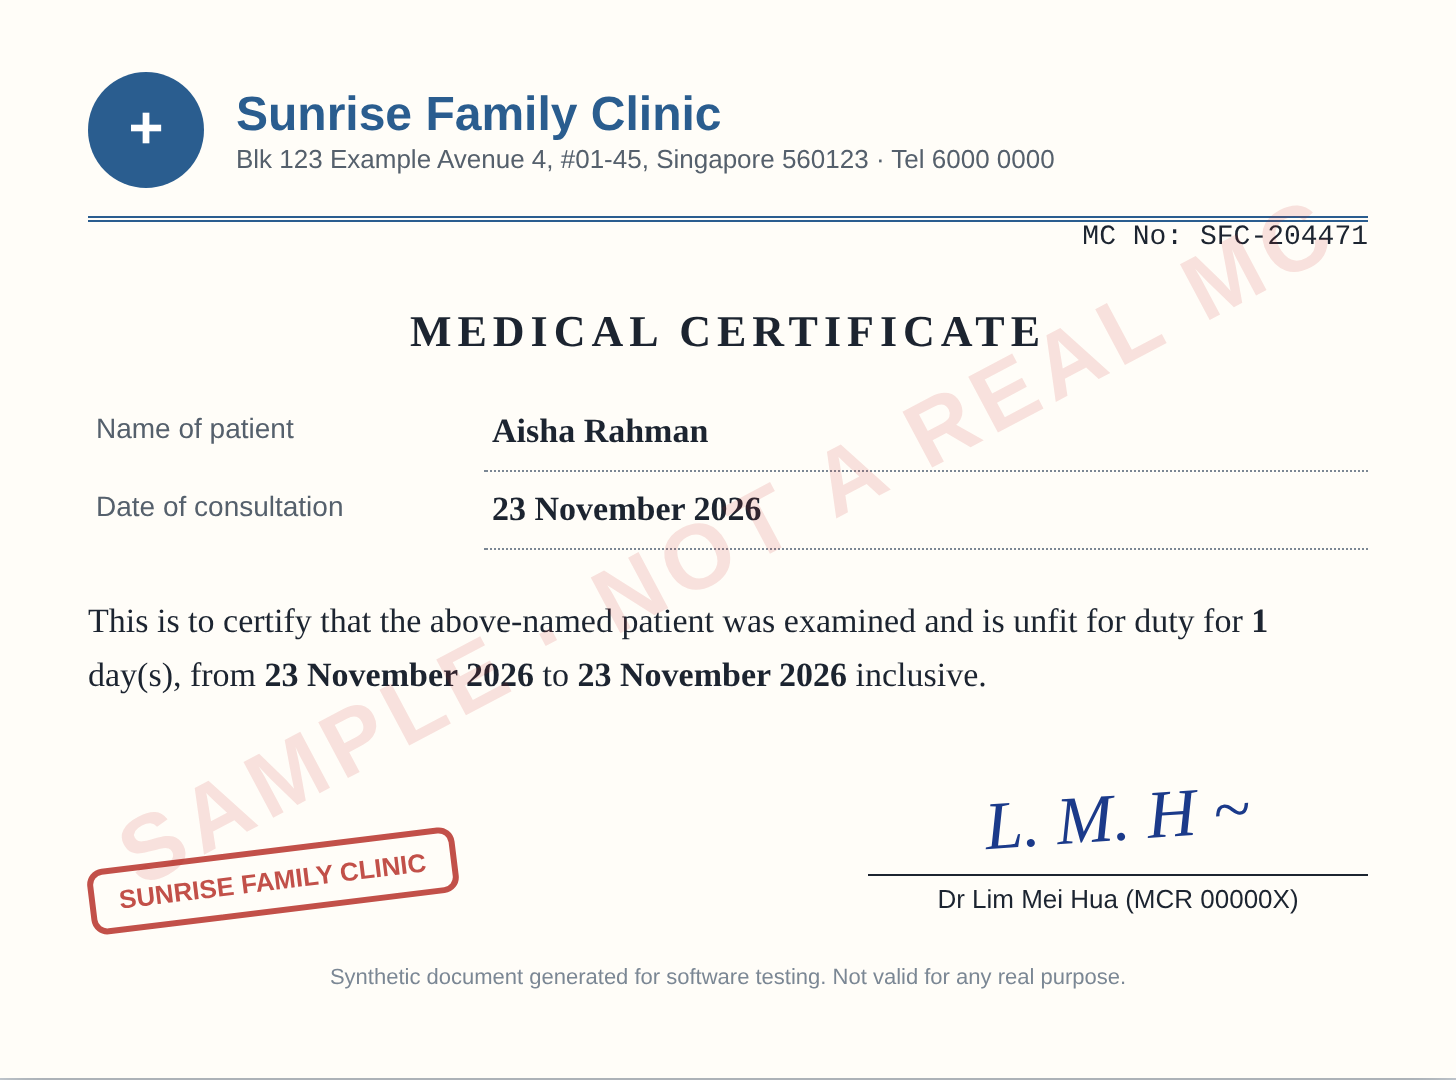 +
Sunrise Family Clinic
Blk 123 Example Avenue 4, #01-45, Singapore 560123 · Tel 6000 0000
MC No: SFC-204471
MEDICAL CERTIFICATE
Name of patient Aisha Rahman
Date of consultation 23 November 2026
This is to certify that the above-named patient was examined and is unfit for duty for 1
day(s), from 23 November 2026 to 23 November 2026 inclusive.
SAMPLE · NOT A REAL MC
L. M. H ~
SUNRISE FAMILY CLINIC
Dr Lim Mei Hua (MCR 00000X)
Synthetic document generated for software testing. Not valid for any real purpose.